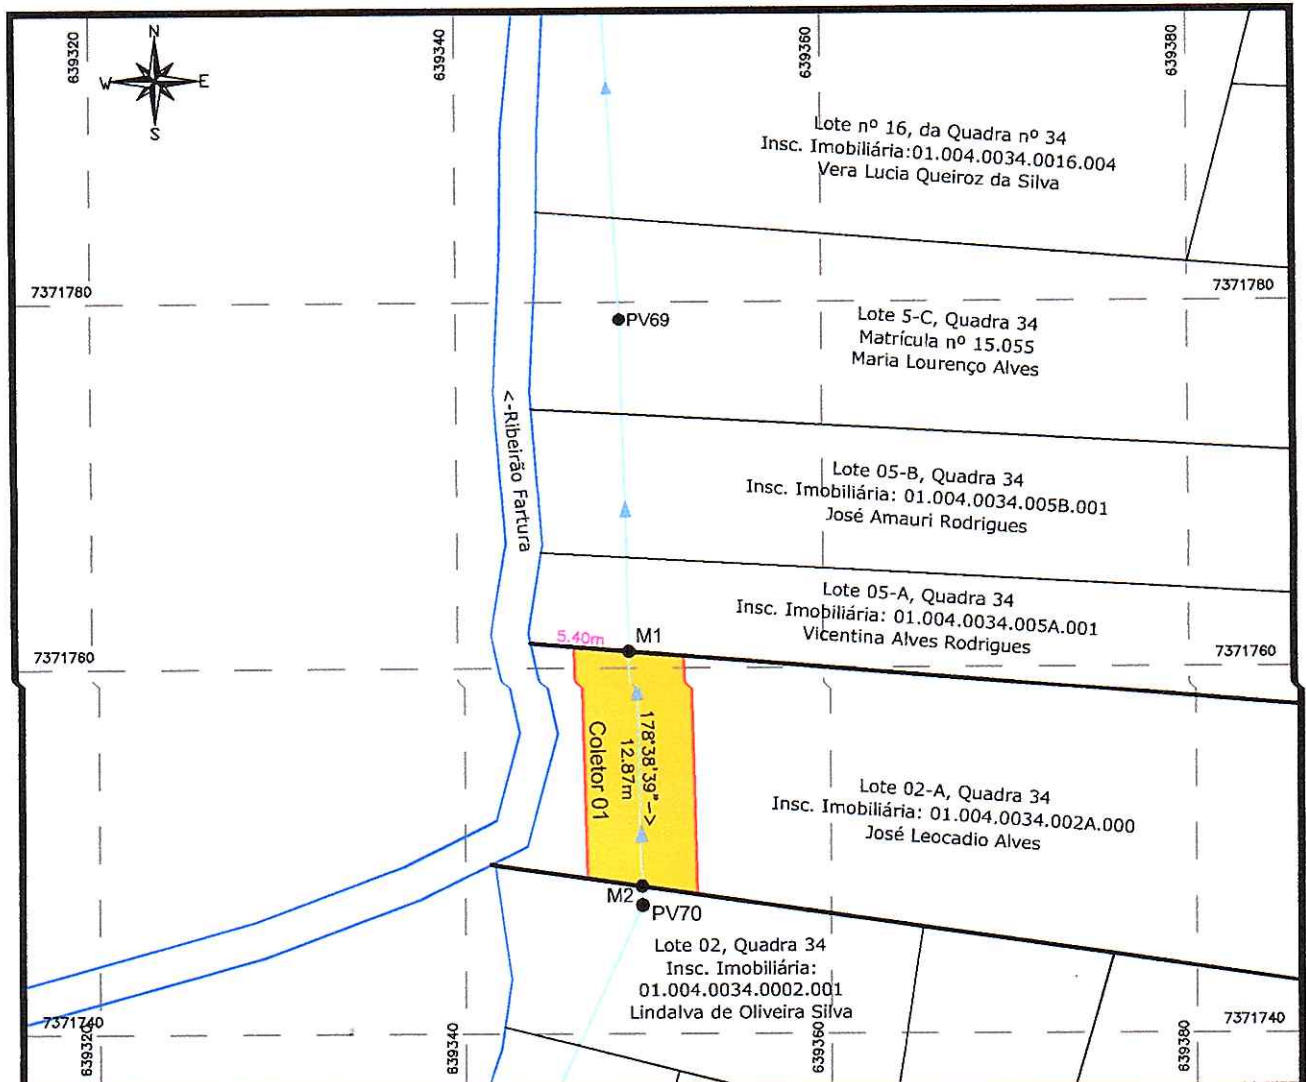 639320
639340
639360
639380
N
W E
S
Lote nº 16, da Quadra nº 34
Insc. Imobiliária:01.004.0034.0016.004
Vera Lucia Queiroz da Silva
7371780
7371780
PV69
Lote 5-C, Quadra 34
Matrícula nº 15.055
Maria Lourenço Alves
<-Ribeirão Fartura
Lote 05-B, Quadra 34
Insc. Imobiliária: 01.004.0034.005B.001
José Amauri Rodrigues
Lote 05-A, Quadra 34
Insc. Imobiliária: 01.004.0034.005A.001
Vicentina Alves Rodrigues
5.40m
M1
7371760
7371760
178°38'39"->
12.87m
Coletor 01
Lote 02-A, Quadra 34
Insc. Imobiliária: 01.004.0034.002A.000
José Leocadio Alves
M2
PV70
Lote 02, Quadra 34
Insc. Imobiliária:
01.004.0034.0002.001
Lindalva de Oliveira Silva
7371740
7371740
639320
639340
639360
639380